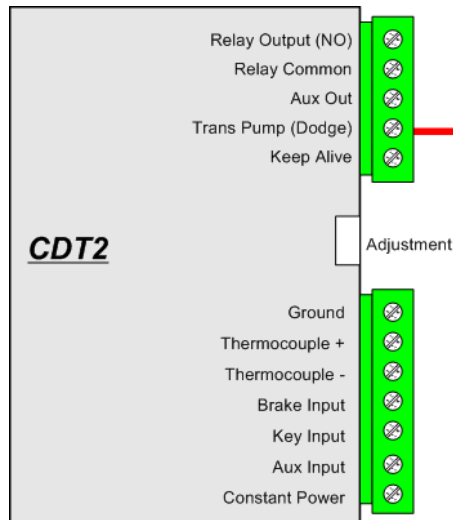 Relay Output (NO)
Relay Common
Aux Out
Trans Pump (Dodge)
Keep Alive
CDT2
Adjustment
Ground
Thermocouple +
Thermocouple -
Brake Input
Key Input
Aux Input
Constant Power